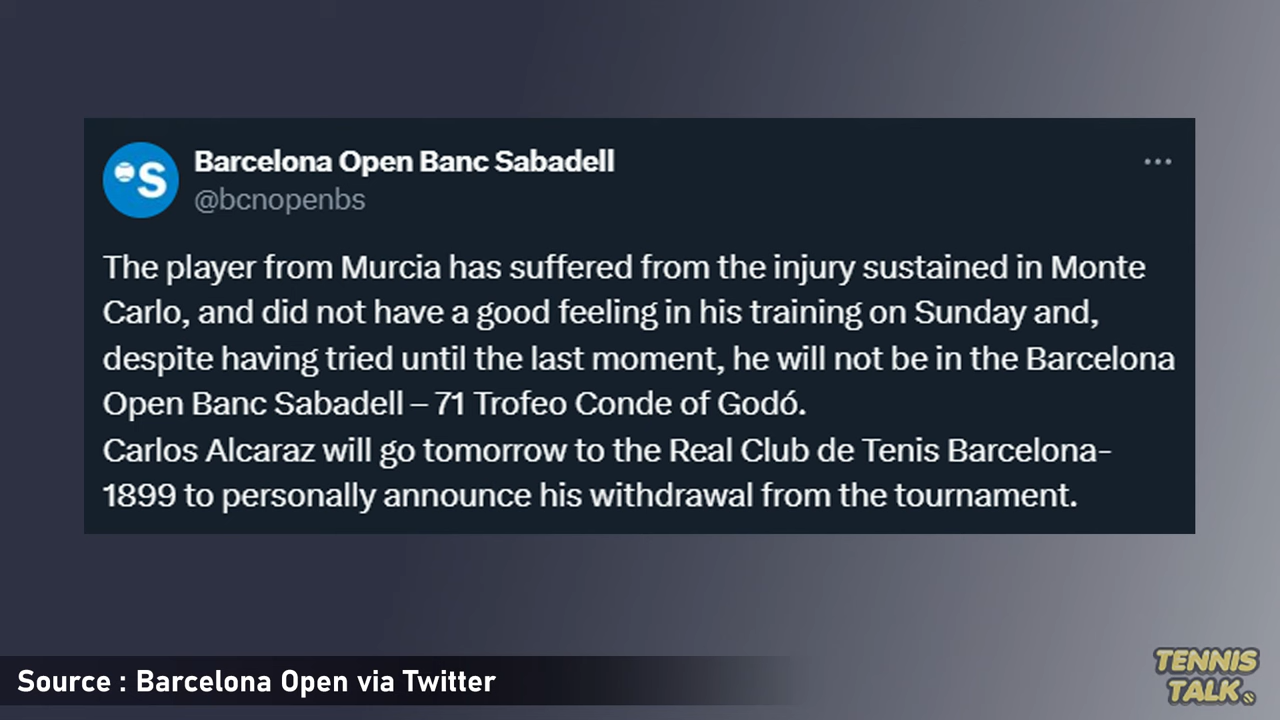 Barcelona Open Banc Sabadell
@bcnopenbs
The player from Murcia has suffered from the injury sustained in Monte
Carlo, and did not have a good feeling in his training on Sunday and,
despite having tried until the last moment, he will not be in the Barcelona
Open Banc Sabadell – 71 Trofeo Conde of Godó.
Carlos Alcaraz will go tomorrow to the Real Club de Tenis Barcelona-
1899 to personally announce his withdrawal from the tournament.
Source : Barcelona Open via Twitter
TENNIS
TALK